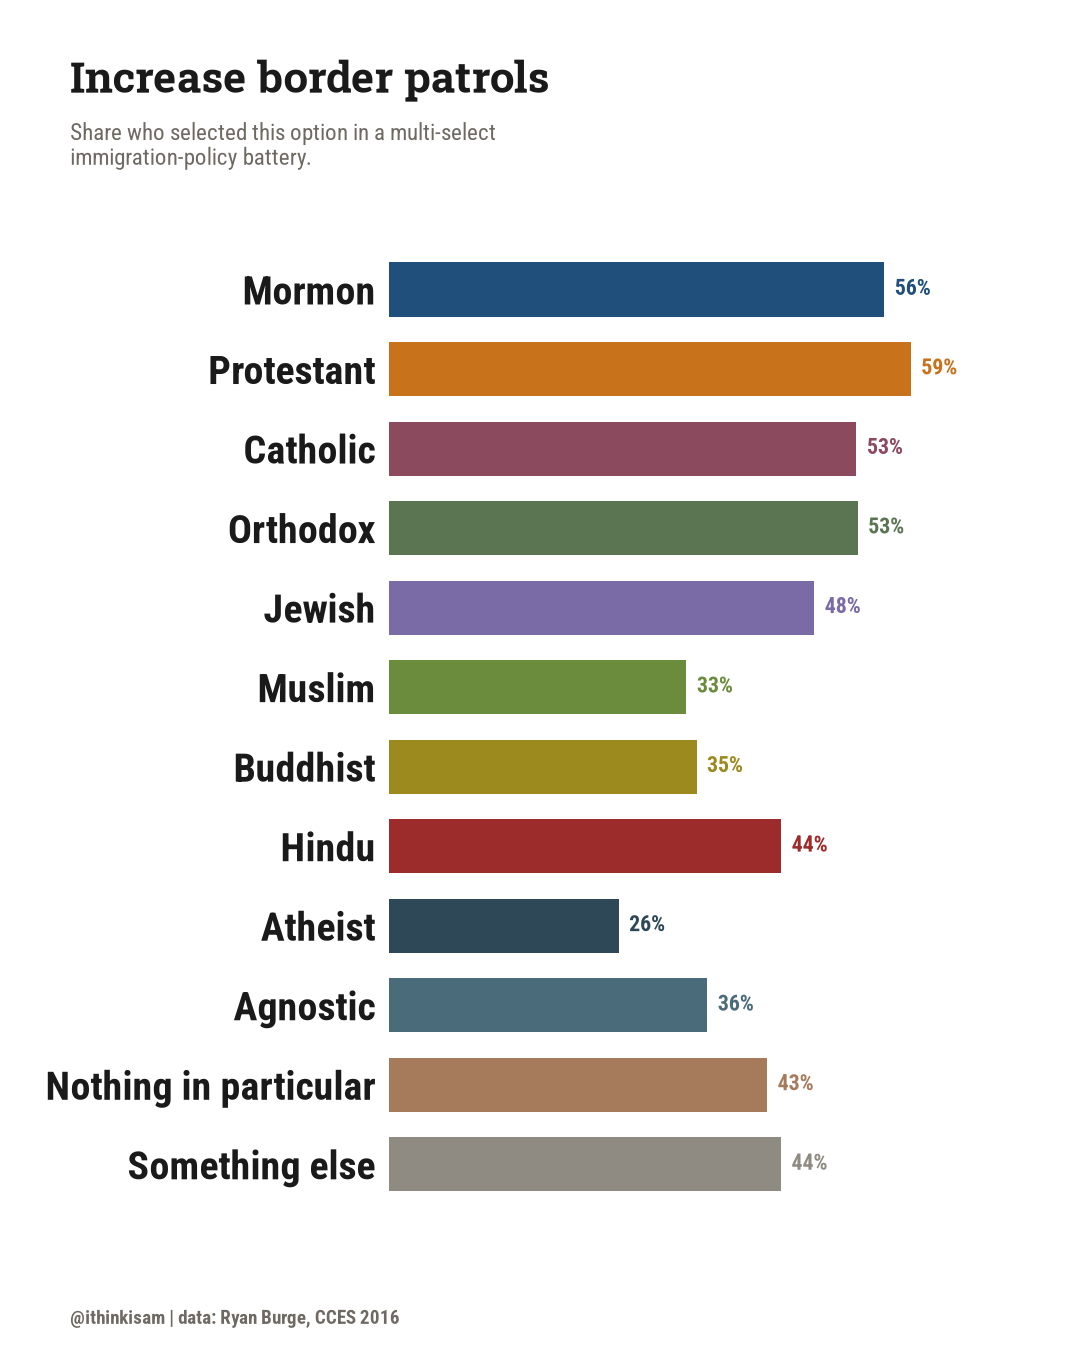 Increase border patrols
Share who selected this option in a multi-select
immigration-policy battery.
Mormon 56%
Protestant 59%
Catholic 53%
Orthodox 53%
Jewish 48%
Muslim 33%
Buddhist 35%
Hindu 44%
Atheist 26%
Agnostic 36%
Nothing in particular 43%
Something else 44%
@ithinkisam | data: Ryan Burge, CCES 2016